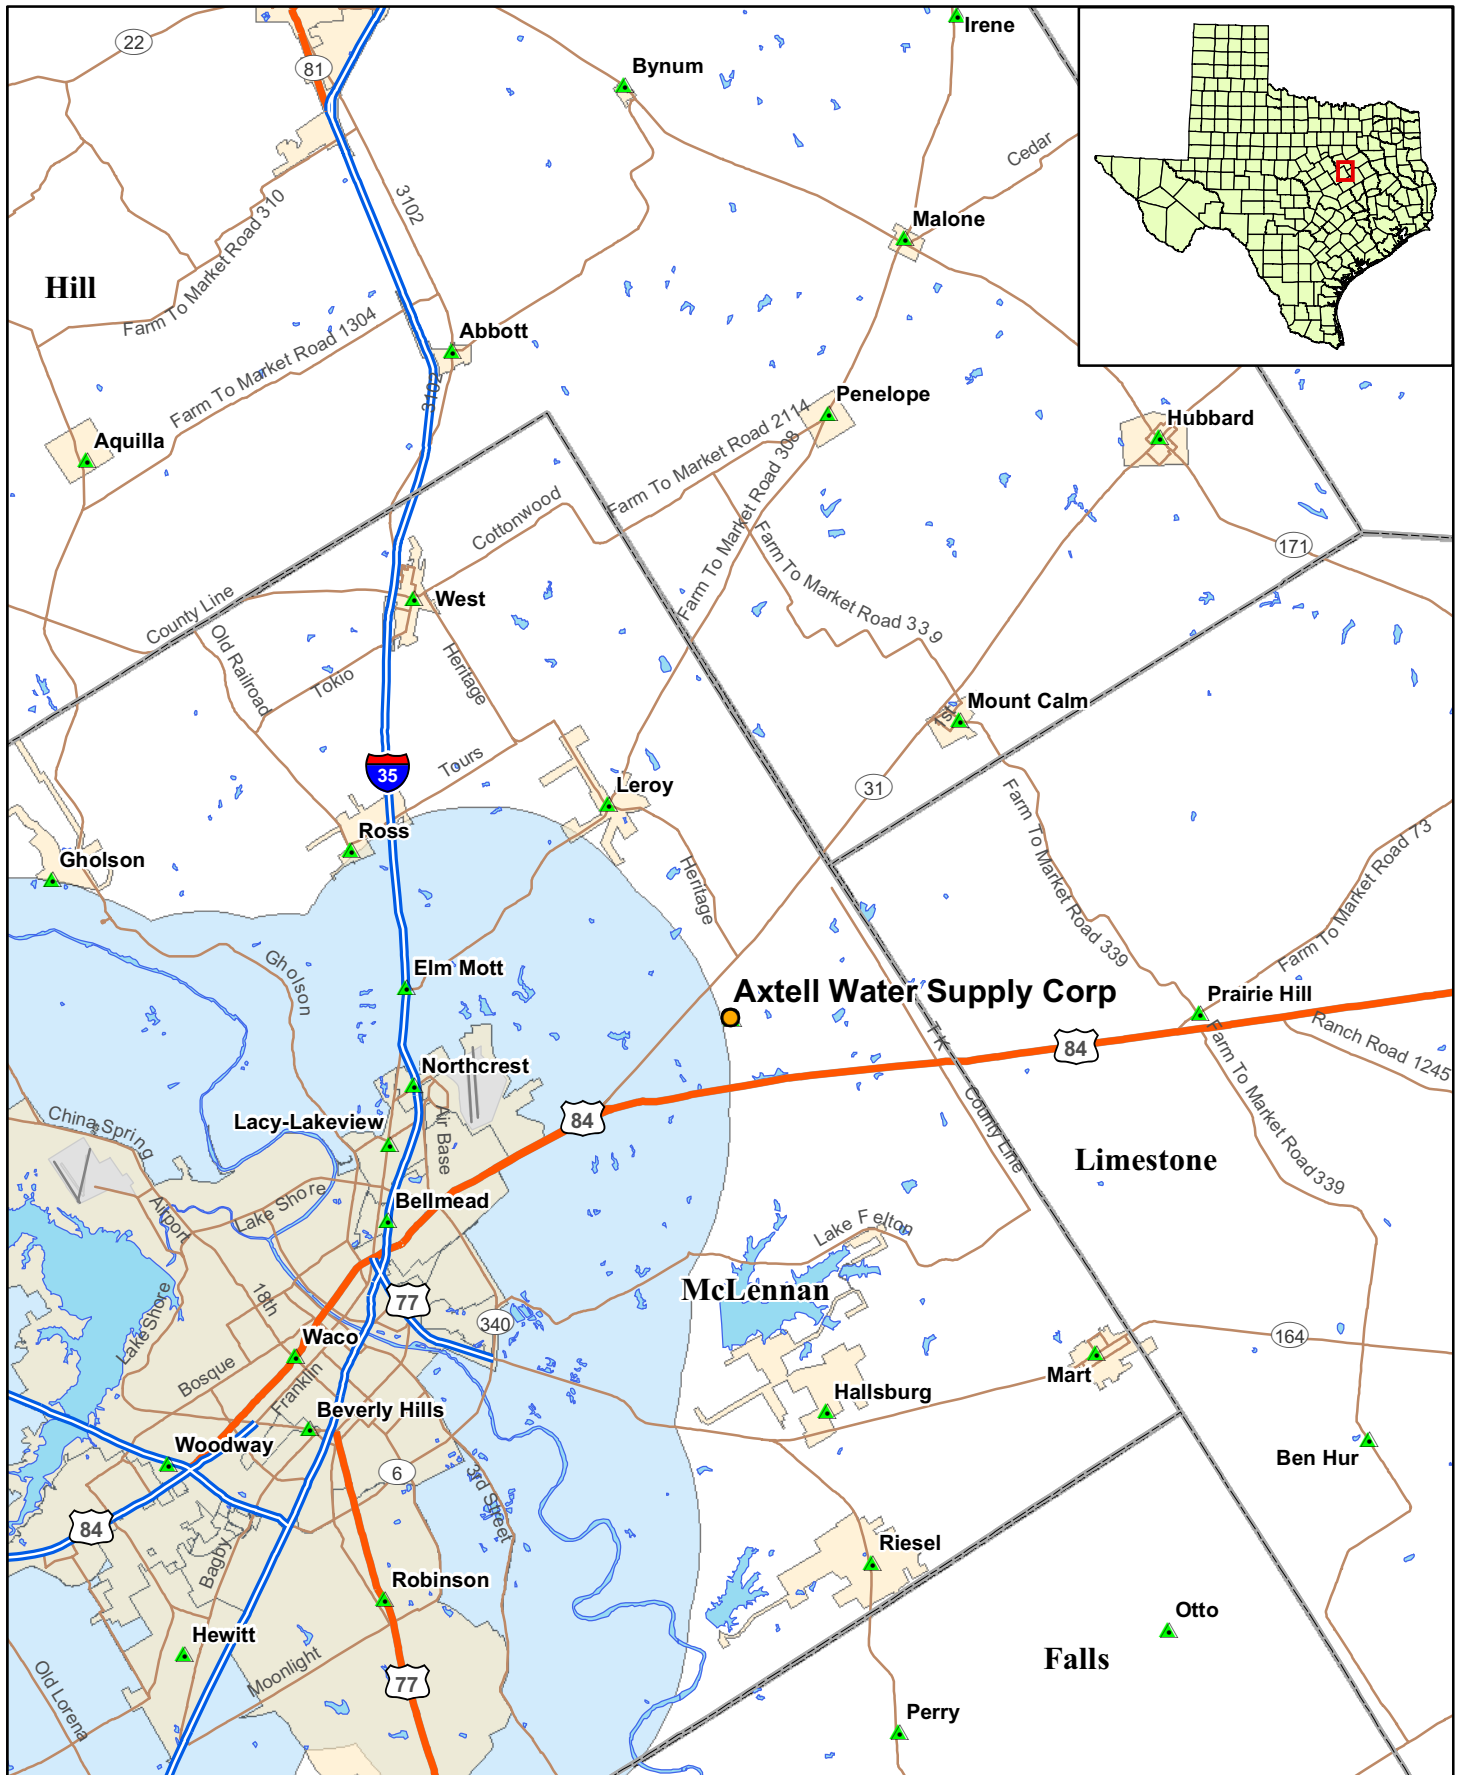 Irene
22
81
Bynum
Cedar
3102
Malone
Farm To Market Road 310
Hill
Farm To Market Road 1304
Abbott
3102
Penelope
Farm To Market Road 2114
Hubbard
Farm To Market Road 308
Aquilla
Cottonwood
Farm To Market Road 339
171
County Line
West
Old Railroad
Tokio
Heritage
Mount Calm
1st
Tours
35
31
Leroy
Farm To Market Road 339
Ross
Gholson
Heritage
Farm To Market Road 73
Gholson
Elm Mott
Axtell Water Supply Corp
Prairie Hill
T K
84
Ranch Road 1245
Farm To Market Road 339
Northcrest
China Spring
Lacy-Lakeview
Air Base
84
County Line
Limestone
Airport
Lake Shore
Bellmead
Lake Felton
McLennan
18th
77
Lake Shore
340
Waco
164
Bosque
Franklin
Mart
Hallsburg
Beverly Hills
Woodway
6
Ben Hur
3rd Street
84
Bagby
Riesel
Robinson
Otto
Hewitt
Falls
Moonlight
77
Old Lorena
Perry